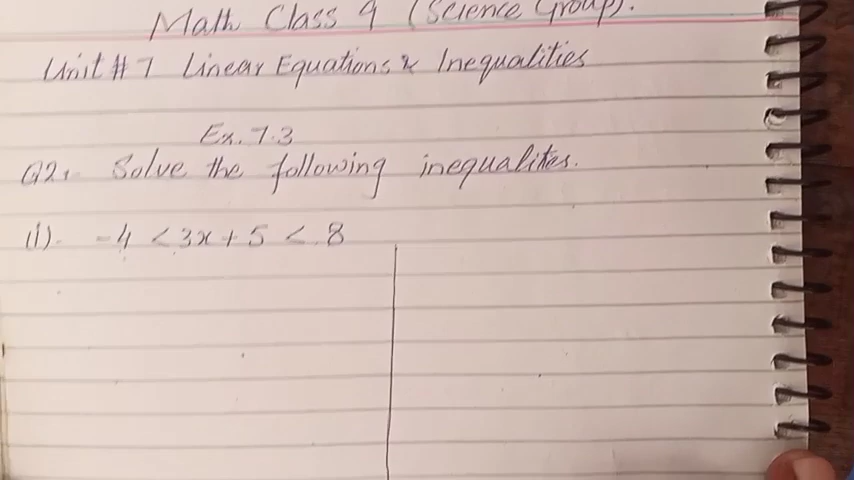 Math Class 9 (Science Group).
Unit # 7 Linear Equations & Inequalities
Ex. 7.3
Q2. Solve the following inequalites.
(i). -4 < 3x + 5 < 8